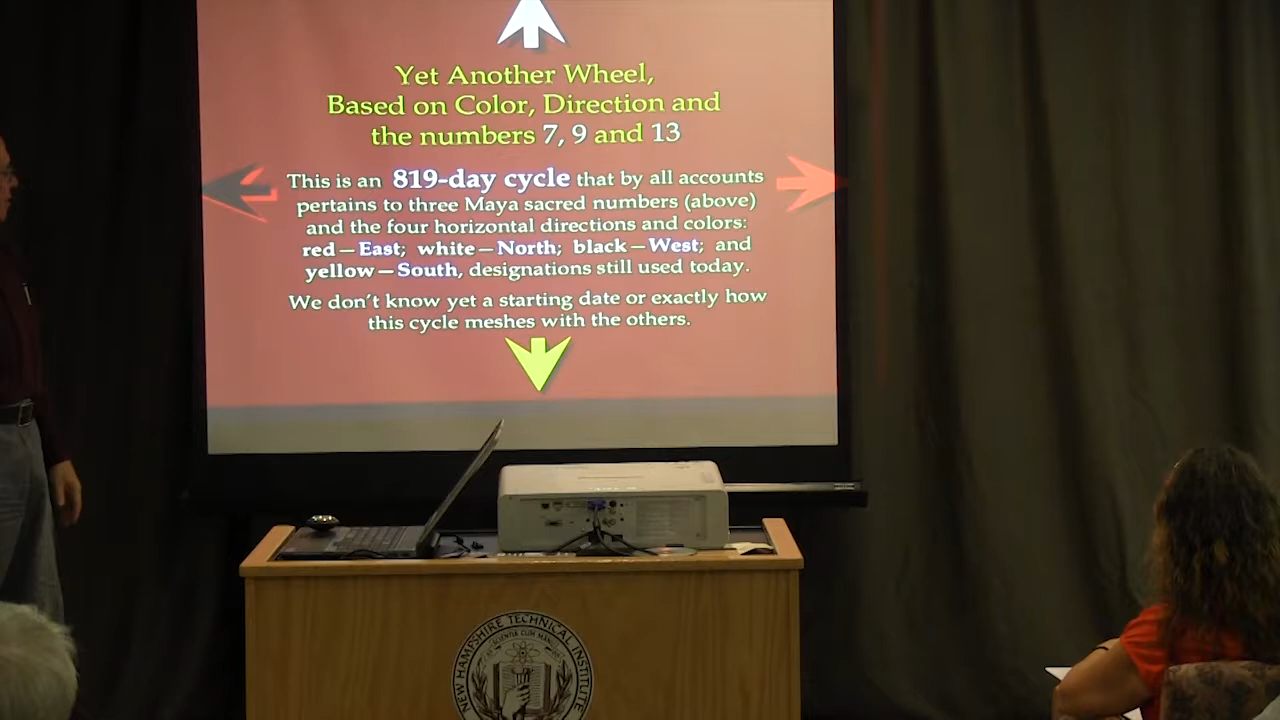 Yet Another Wheel,
Based on Color, Direction and
the numbers 7, 9 and 13
This is an 819-day cycle that by all accounts
pertains to three Maya sacred numbers (above)
and the four horizontal directions and colors:
red—East; white—North; black—West; and
yellow—South, designations still used today.
We don't know yet a starting date or exactly how
this cycle meshes with the others.
NEW HAMPSHIRE TECHNICAL INSTITUTE
SCIENTIA CUM MANU